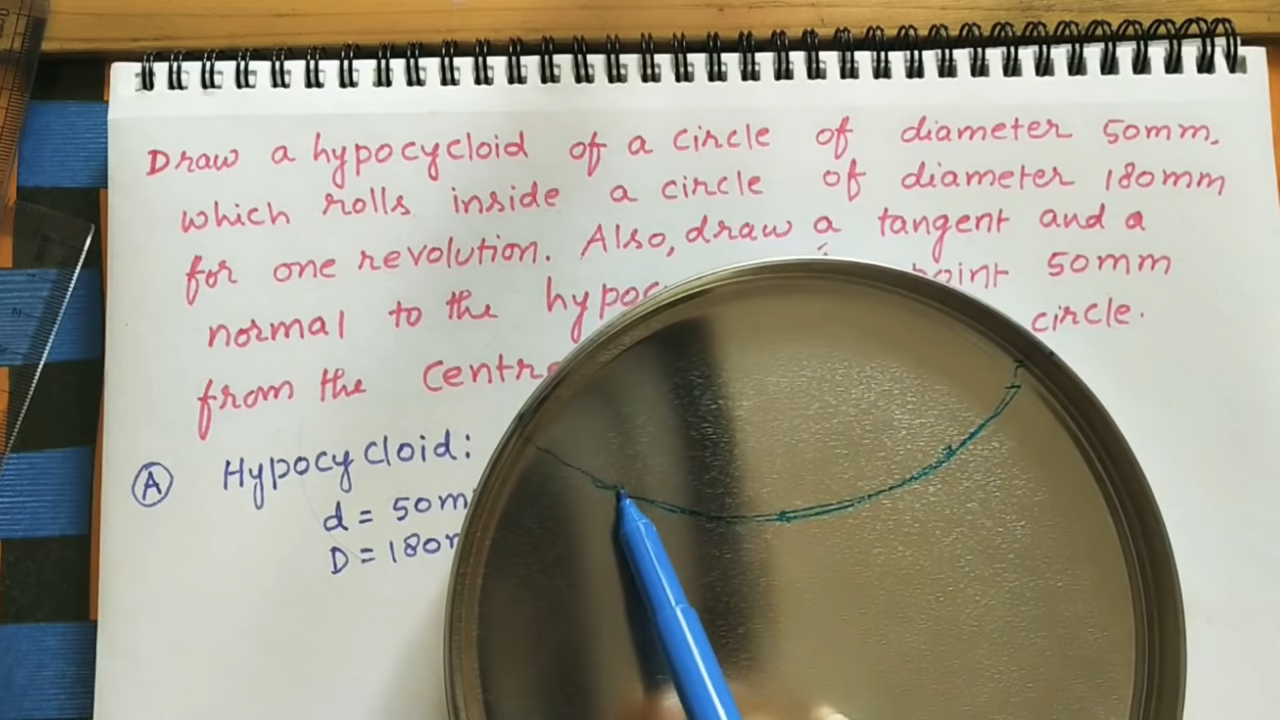 Draw a hypocycloid of a circle of diameter 50mm.
which rolls inside a circle of diameter 180mm
for one revolution. Also, draw a tangent and a
normal to the hypoc point 50mm
from the centr circle.
A Hypocycloid:
d = 50m
D = 180